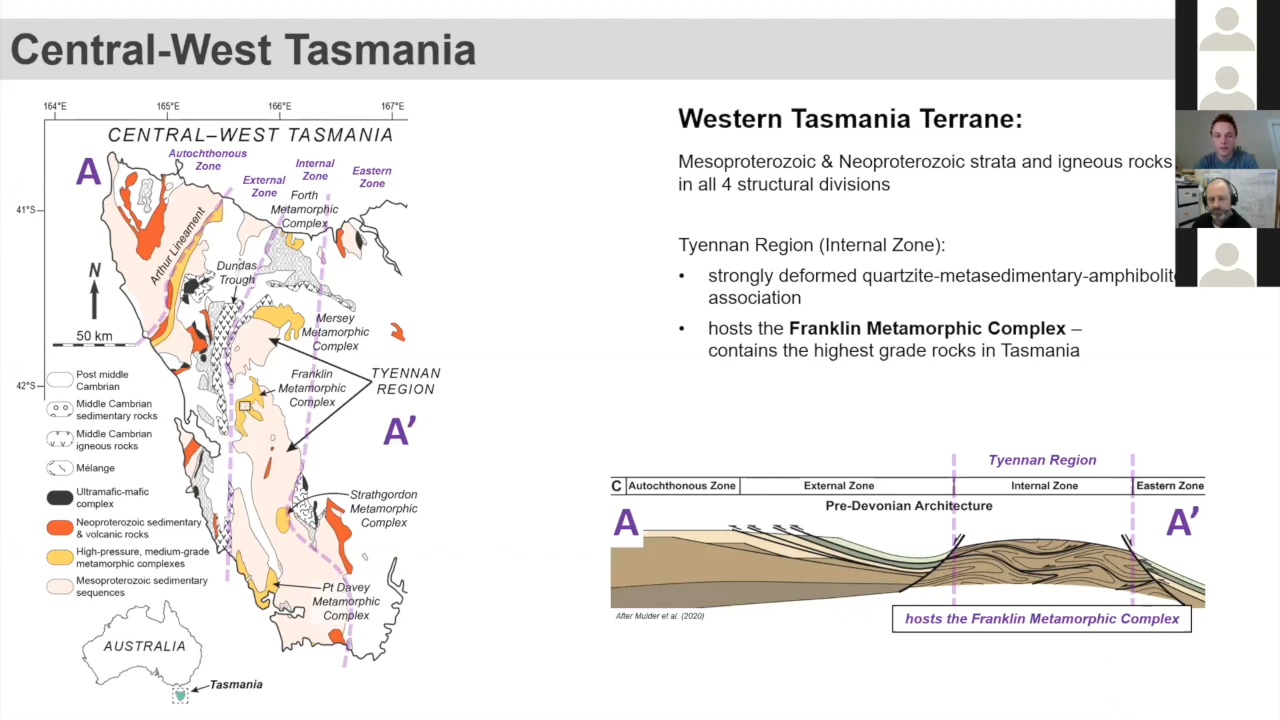 Central-West Tasmania
164°E
165°E
166°E
167°E
CENTRAL–WEST TASMANIA
A
Autochthonous
Zone
External
Zone
Internal
Zone
Eastern
Zone
Forth
Metamorphic
Complex
41°S
Arthur Lineament
Dundas
Trough
N
50 km
Mersey
Metamorphic
Complex
TYENNAN
REGION
Franklin
Metamorphic
Complex
42°S
A’
Post middle
Cambrian
Middle Cambrian
sedimentary rocks
Middle Cambrian
igneous rocks
Mélange
Ultramafic-mafic
complex
Neoproterozoic sedimentary
& volcanic rocks
High-pressure, medium-grade
metamorphic complexes
Mesoproterozoic sedimentary
sequences
Strathgordon
Metamorphic
Complex
Pt Davey
Metamorphic
Complex
AUSTRALIA
Tasmania
Western Tasmania Terrane:
Mesoproterozoic & Neoproterozoic strata and igneous rocks
in all 4 structural divisions
Tyennan Region (Internal Zone):
• strongly deformed quartzite-metasedimentary-amphibolite
association
• hosts the Franklin Metamorphic Complex –
contains the highest grade rocks in Tasmania
Tyennan Region
C Autochthonous Zone External Zone Internal Zone Eastern Zone
Pre-Devonian Architecture
A
A’
After Mulder et al. (2020)
hosts the Franklin Metamorphic Complex